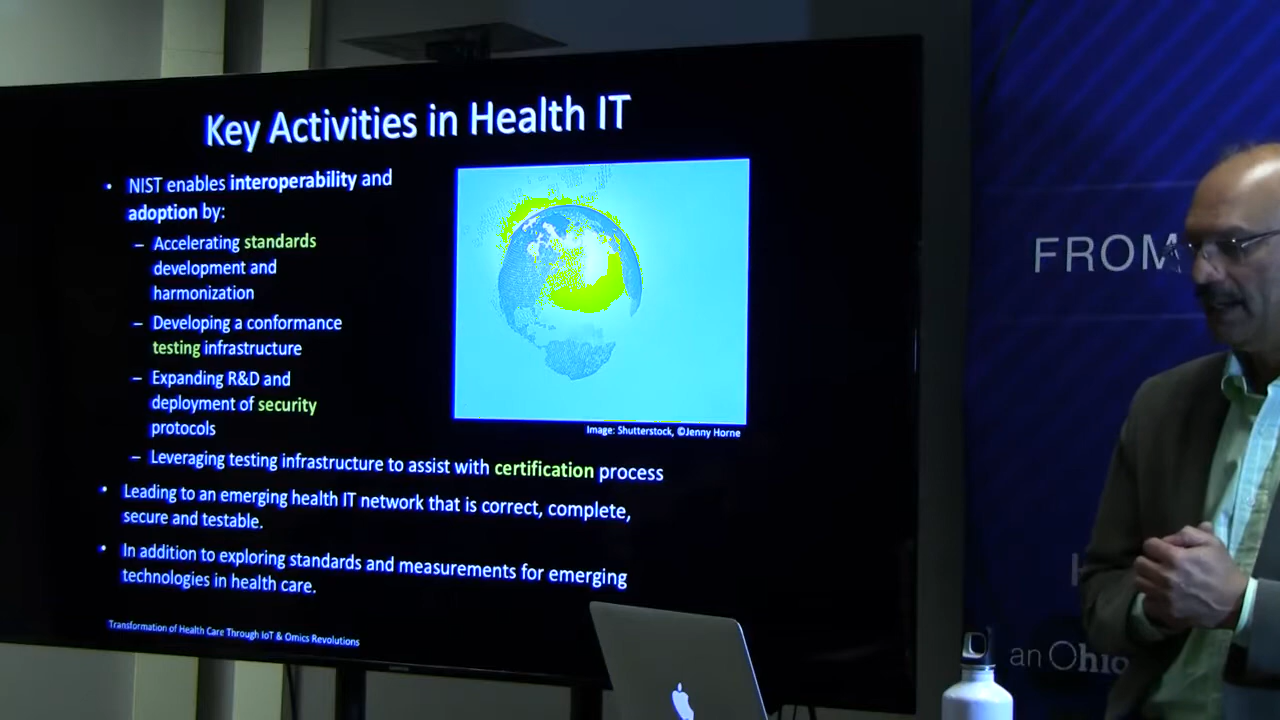 Key Activities in Health IT
• NIST enables interoperability and
adoption by:
– Accelerating standards
development and
harmonization
– Developing a conformance
testing infrastructure
– Expanding R&D and
deployment of security
protocols
– Leveraging testing infrastructure to assist with certification process
• Leading to an emerging health IT network that is correct, complete,
secure and testable.
• In addition to exploring standards and measurements for emerging
technologies in health care.
Image: Shutterstock, ©Jenny Horne
Transformation of Health Care Through IoT & Omics Revolutions
FROM
an Ohio